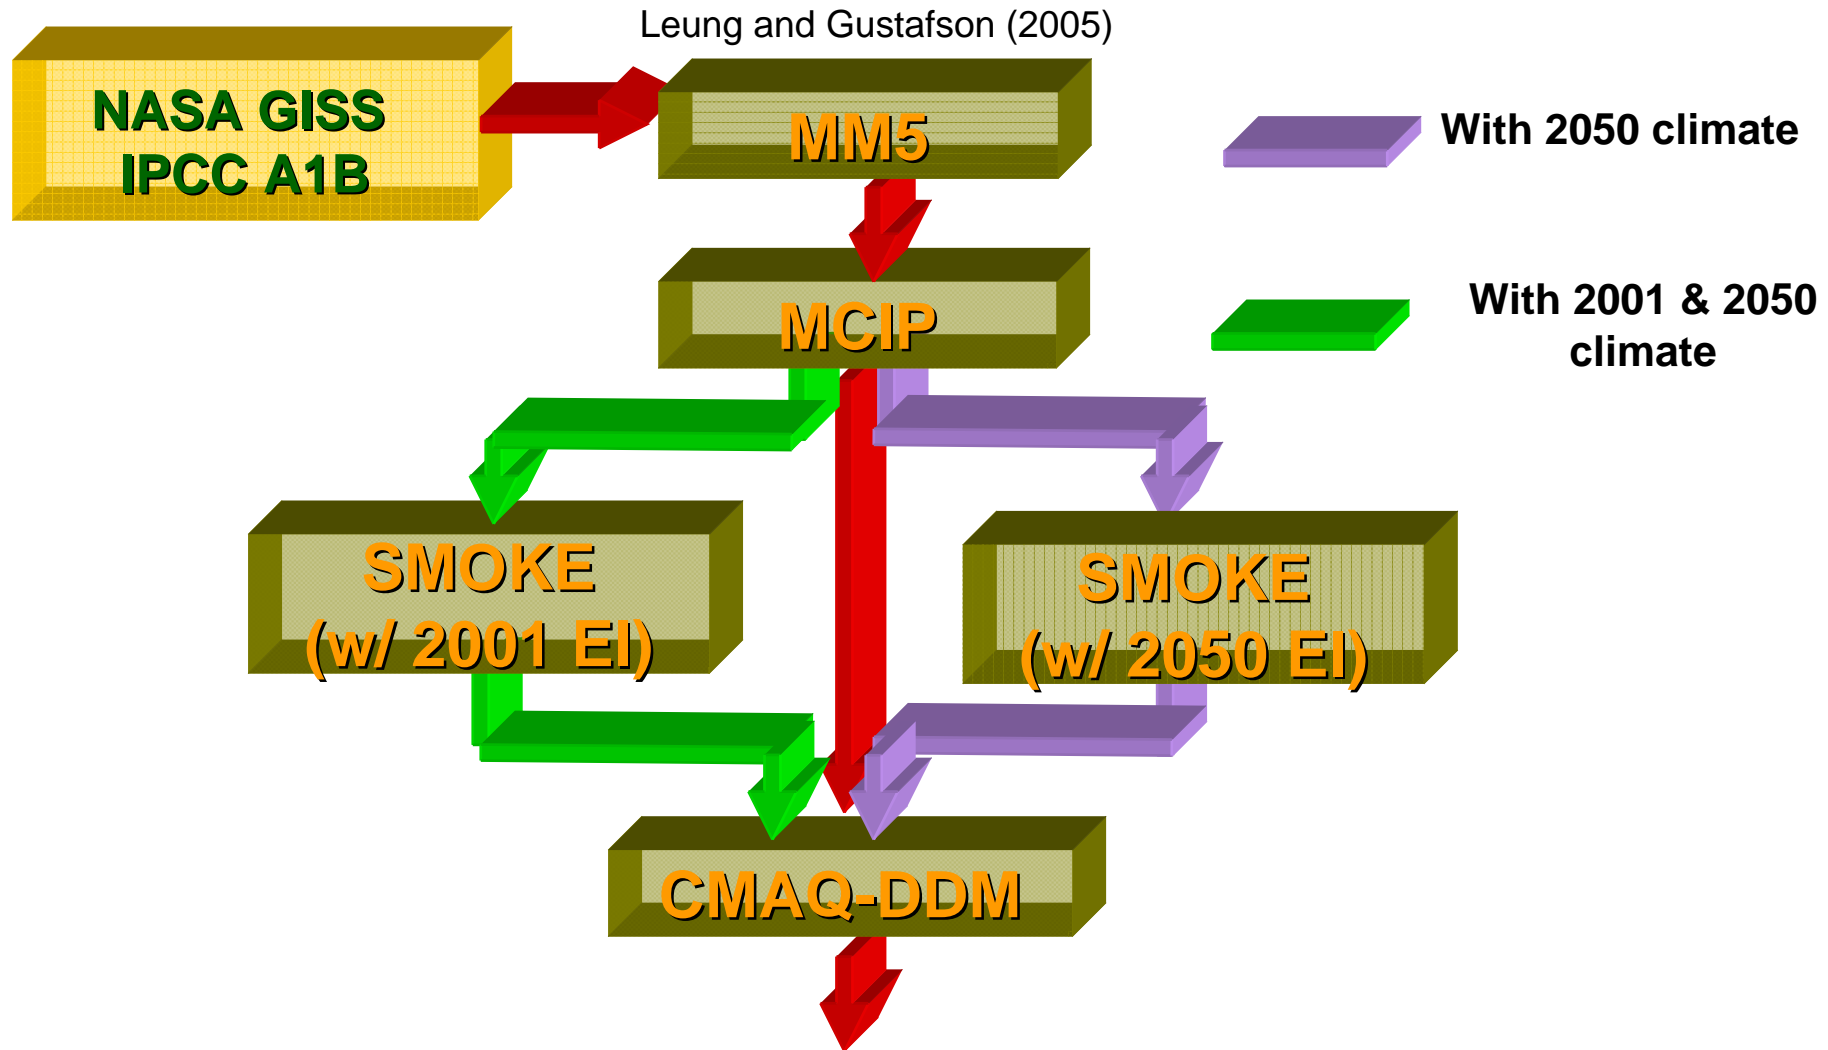 Leung and Gustafson (2005)
NASA GISS
IPCC A1B
MM5
With 2050 climate
MCIP
With 2001 & 2050
climate
SMOKE
(w/ 2001 EI)
SMOKE
(w/ 2050 EI)
CMAQ-DDM